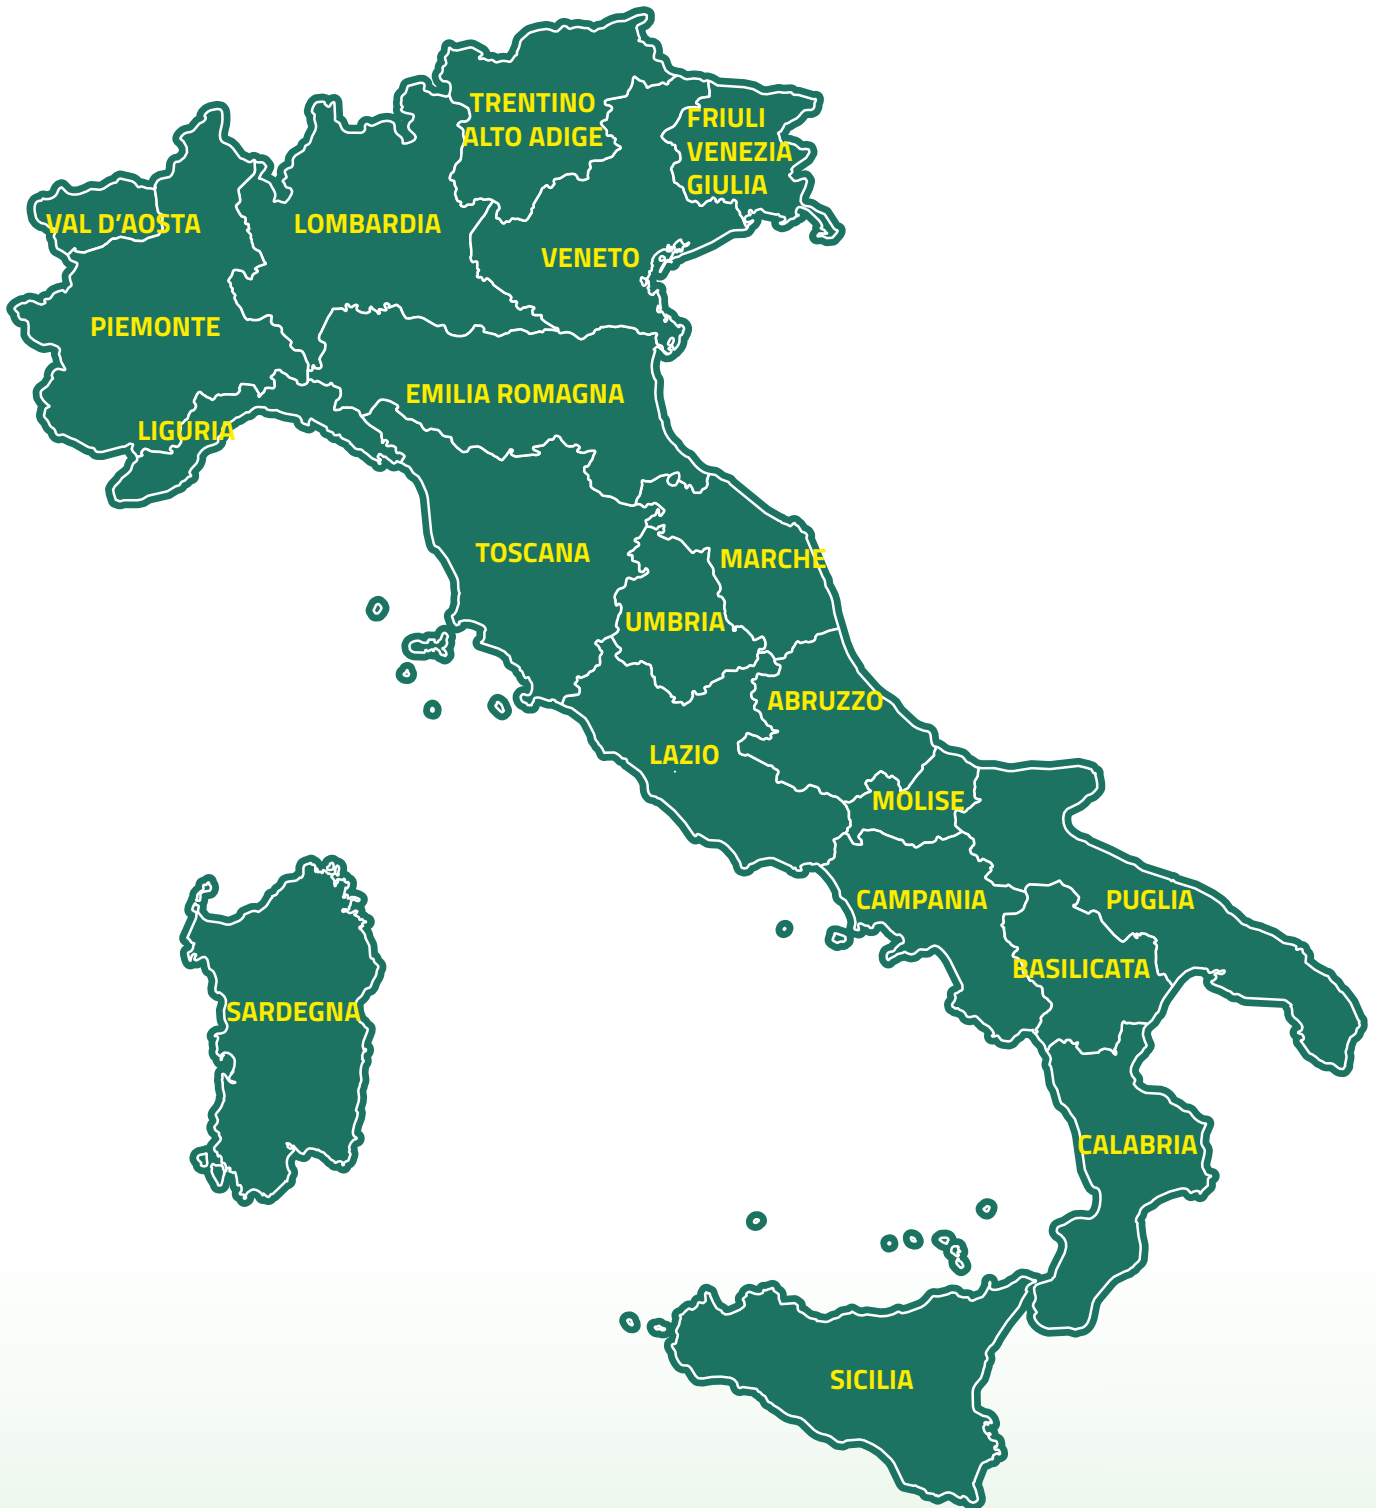 TRENTINO
ALTO ADIGE
FRIULI
VENEZIA
GIULIA
VAL D'AOSTA
LOMBARDIA
VENETO
PIEMONTE
EMILIA ROMAGNA
LIGURIA
TOSCANA
MARCHE
UMBRIA
ABRUZZO
LAZIO
MOLISE
CAMPANIA
PUGLIA
BASILICATA
SARDEGNA
CALABRIA
SICILIA